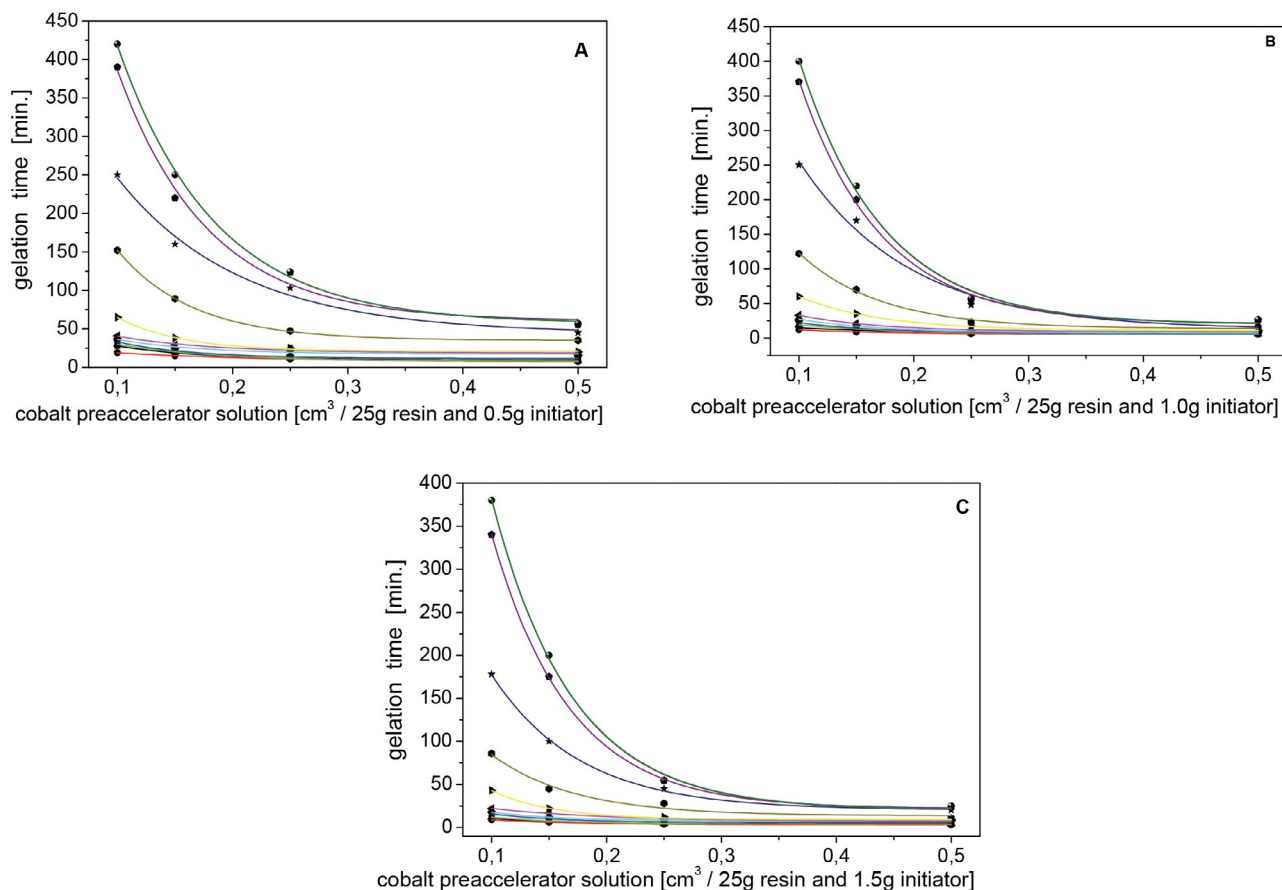 A
450
400
350
300
250
200
150
100
50
0
gelation time [min.]
0,1 0,2 0,3 0,4 0,5
cobalt preaccelerator solution [cm³ / 25g resin and 0.5g initiator]
B
450
400
350
300
250
200
150
100
50
0
gelation time [min.]
0,1 0,2 0,3 0,4 0,5
cobalt preaccelerator solution [cm³ / 25g resin and 1.0g initiator]
C
400
350
300
250
200
150
100
50
0
gelation time [min.]
0,1 0,2 0,3 0,4 0,5
cobalt preaccelerator solution [cm³ / 25g resin and 1.5g initiator]